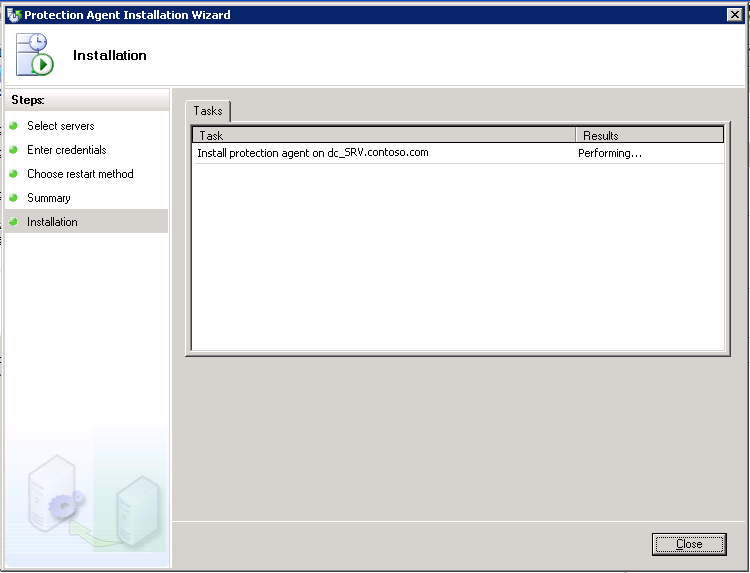 Protection Agent Installation Wizard
Installation
Steps:
Select servers
Enter credentials
Choose restart method
Summary
Installation
Tasks
Task Results
Install protection agent on dc_SRV.contoso.com Performing...
Close